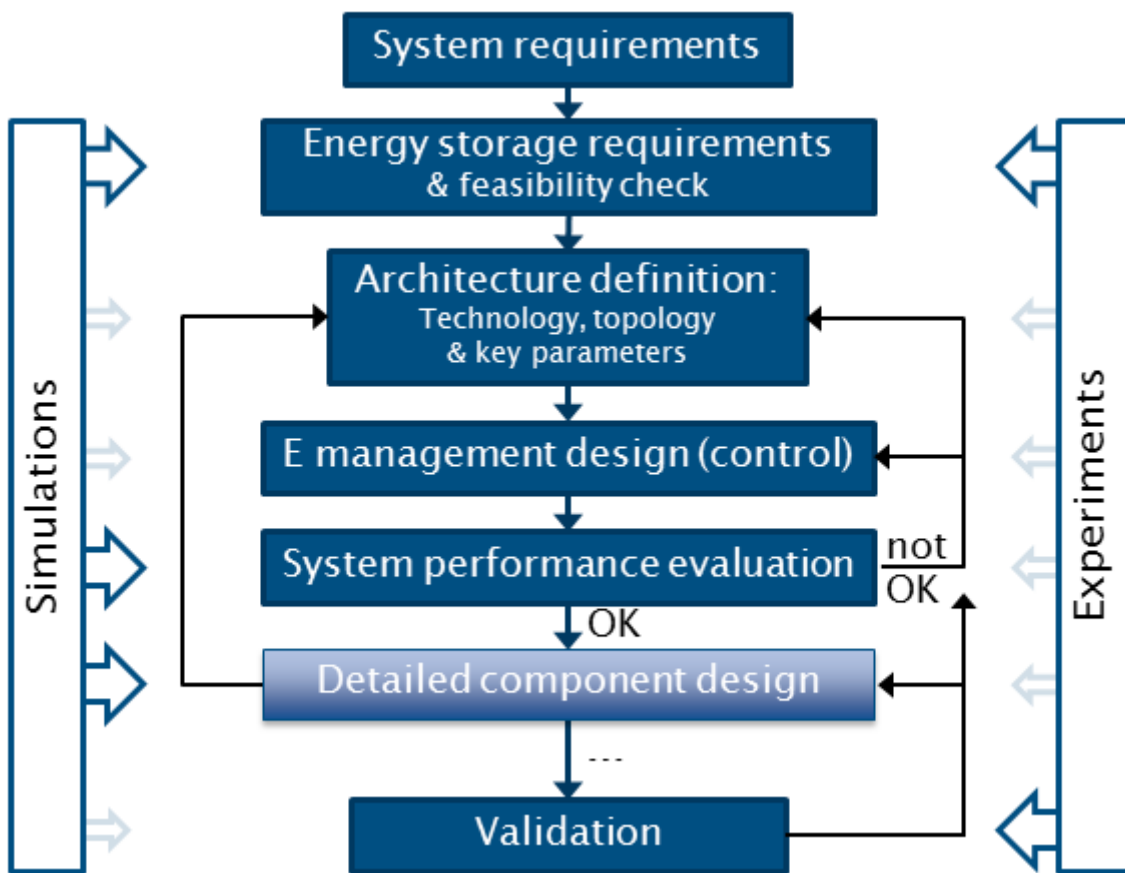 System requirements
Energy storage requirements
& feasibility check
Architecture definition:
Technology, topology
& key parameters
E management design (control)
System performance evaluation
not
OK
OK
Detailed component design
---
Validation
Simulations
Experiments